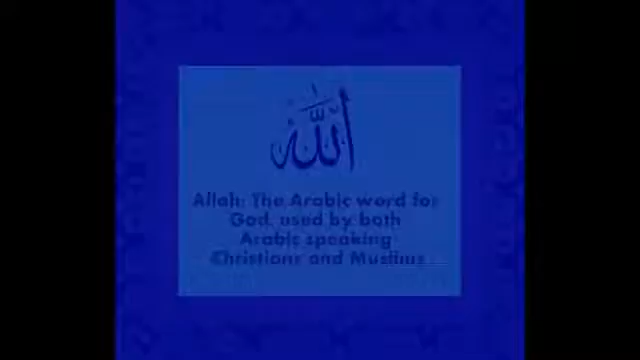 الله
Allah: The Arabic word for
God, used by both
Arabic speaking
Christians and Muslims